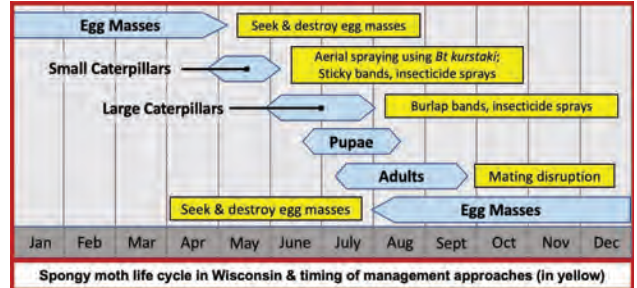 Egg Masses
Seek & destroy egg masses
Small Caterpillars
Aerial spraying using Bt kurstaki;
Sticky bands, insecticide sprays
Large Caterpillars
Burlap bands, insecticide sprays
Pupae
Adults
Mating disruption
Seek & destroy egg masses
Egg Masses
Jan Feb Mar Apr May June July Aug Sept Oct Nov Dec
Spongy moth life cycle in Wisconsin & timing of management approaches (in yellow)